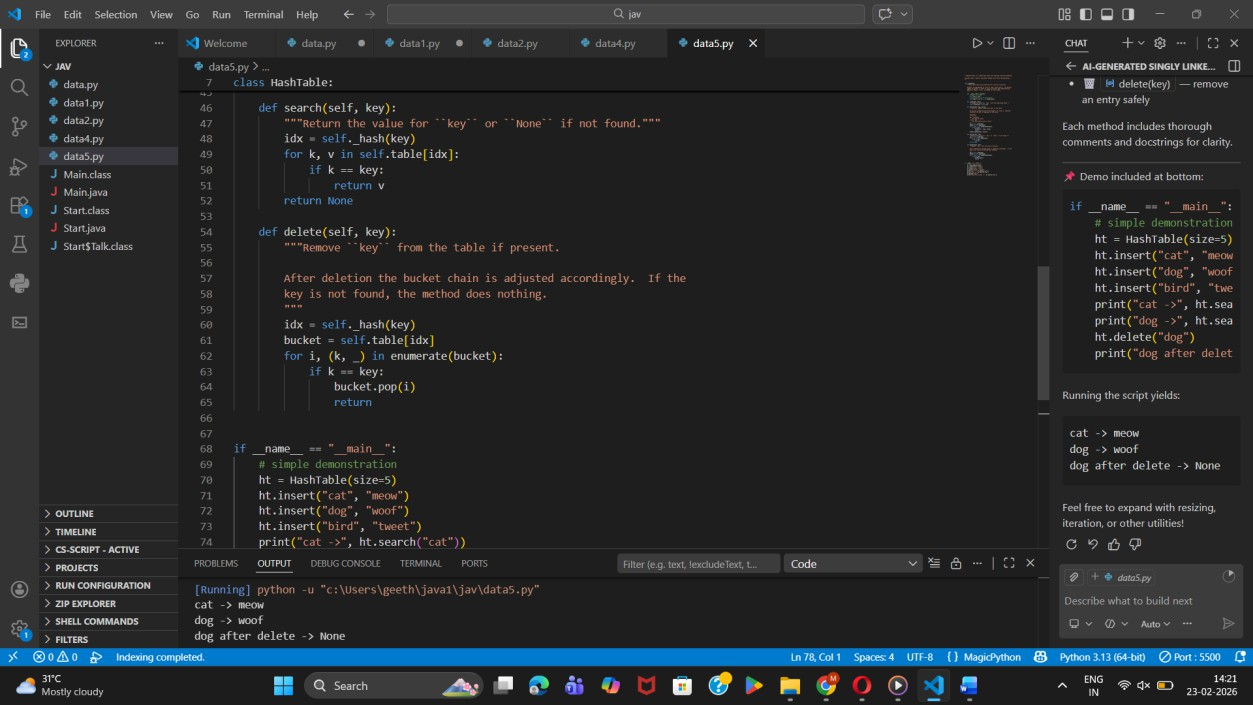 File Edit Selection View Go Run Terminal Help
jav
EXPLORER
JAV
data.py
data1.py
data2.py
data4.py
data5.py
Main.class
Main.java
Start.class
Start.java
Start$Talk.class
OUTLINE
TIMELINE
CS-SCRIPT - ACTIVE
PROJECTS
RUN CONFIGURATION
ZIP EXPLORER
SHELL COMMANDS
FILTERS
Welcome data.py data1.py data2.py data4.py data5.py
data5.py > ...
7 class HashTable:
45
46 def search(self, key):
47 """Return the value for ``key`` or ``None`` if not found."""
48 idx = self._hash(key)
49 for k, v in self.table[idx]:
50 if k == key:
51 return v
52 return None
53
54 def delete(self, key):
55 """Remove ``key`` from the table if present.
56
57 After deletion the bucket chain is adjusted accordingly.  If the
58 key is not found, the method does nothing.
59 """
60 idx = self._hash(key)
61 bucket = self.table[idx]
62 for i, (k, _) in enumerate(bucket):
63 if k == key:
64 bucket.pop(i)
65 return
66
67
68 if __name__ == "__main__":
69 # simple demonstration
70 ht = HashTable(size=5)
71 ht.insert("cat", "meow")
72 ht.insert("dog", "woof")
73 ht.insert("bird", "tweet")
74 print("cat ->", ht.search("cat"))
PROBLEMS OUTPUT DEBUG CONSOLE TERMINAL PORTS
Filter (e.g. text, !excludeText, t... Code
[Running] python -u "c:\Users\geeth\java1\jav\data5.py"
cat -> meow
dog -> woof
dog after delete -> None
CHAT
AI-GENERATED SINGLY LINKE...
delete(key) — remove
an entry safely
Each method includes thorough
comments and docstrings for clarity.
Demo included at bottom:
if __name__ == "__main__":
# simple demonstration
ht = HashTable(size=5)
ht.insert("cat", "meow
ht.insert("dog", "woof
ht.insert("bird", "twe
print("cat ->", ht.sea
print("dog ->", ht.sea
ht.delete("dog")
print("dog after delet
Running the script yields:
cat -> meow
dog -> woof
dog after delete -> None
Feel free to expand with resizing,
iteration, or other utilities!
data5.py
Describe what to build next
Auto
0 0 Indexing completed. Ln 78, Col 1 Spaces: 4 UTF-8 { } MagicPython Python 3.13 (64-bit) Port : 5500
31°C
Mostly cloudy
Search
ENG
IN
14:21
23-02-2026